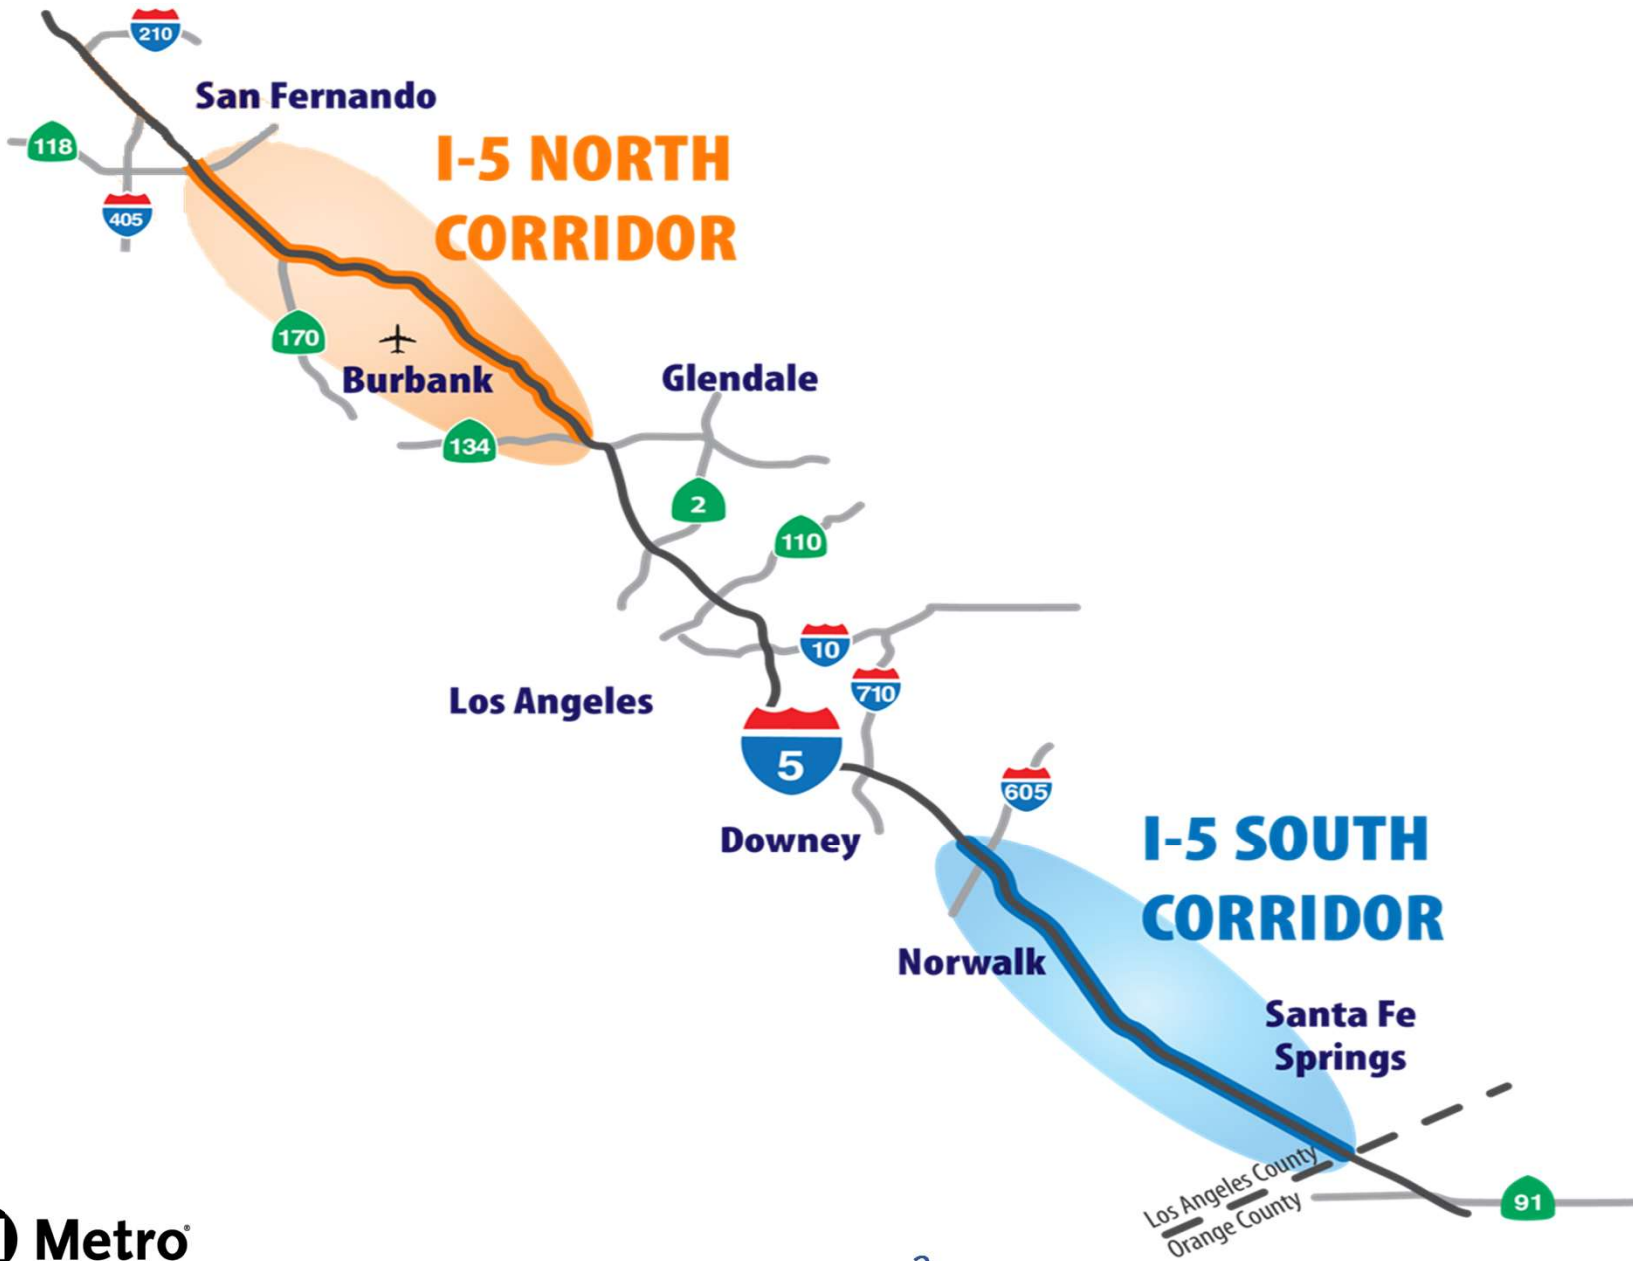 210
San Fernando
118
I-5 NORTH
CORRIDOR
405
170
Burbank
Glendale
134
2
110
10
Los Angeles
710
5
605
Downey
I-5 SOUTH
CORRIDOR
Norwalk
Santa Fe
Springs
Los Angeles County
Orange County
91
Metro®